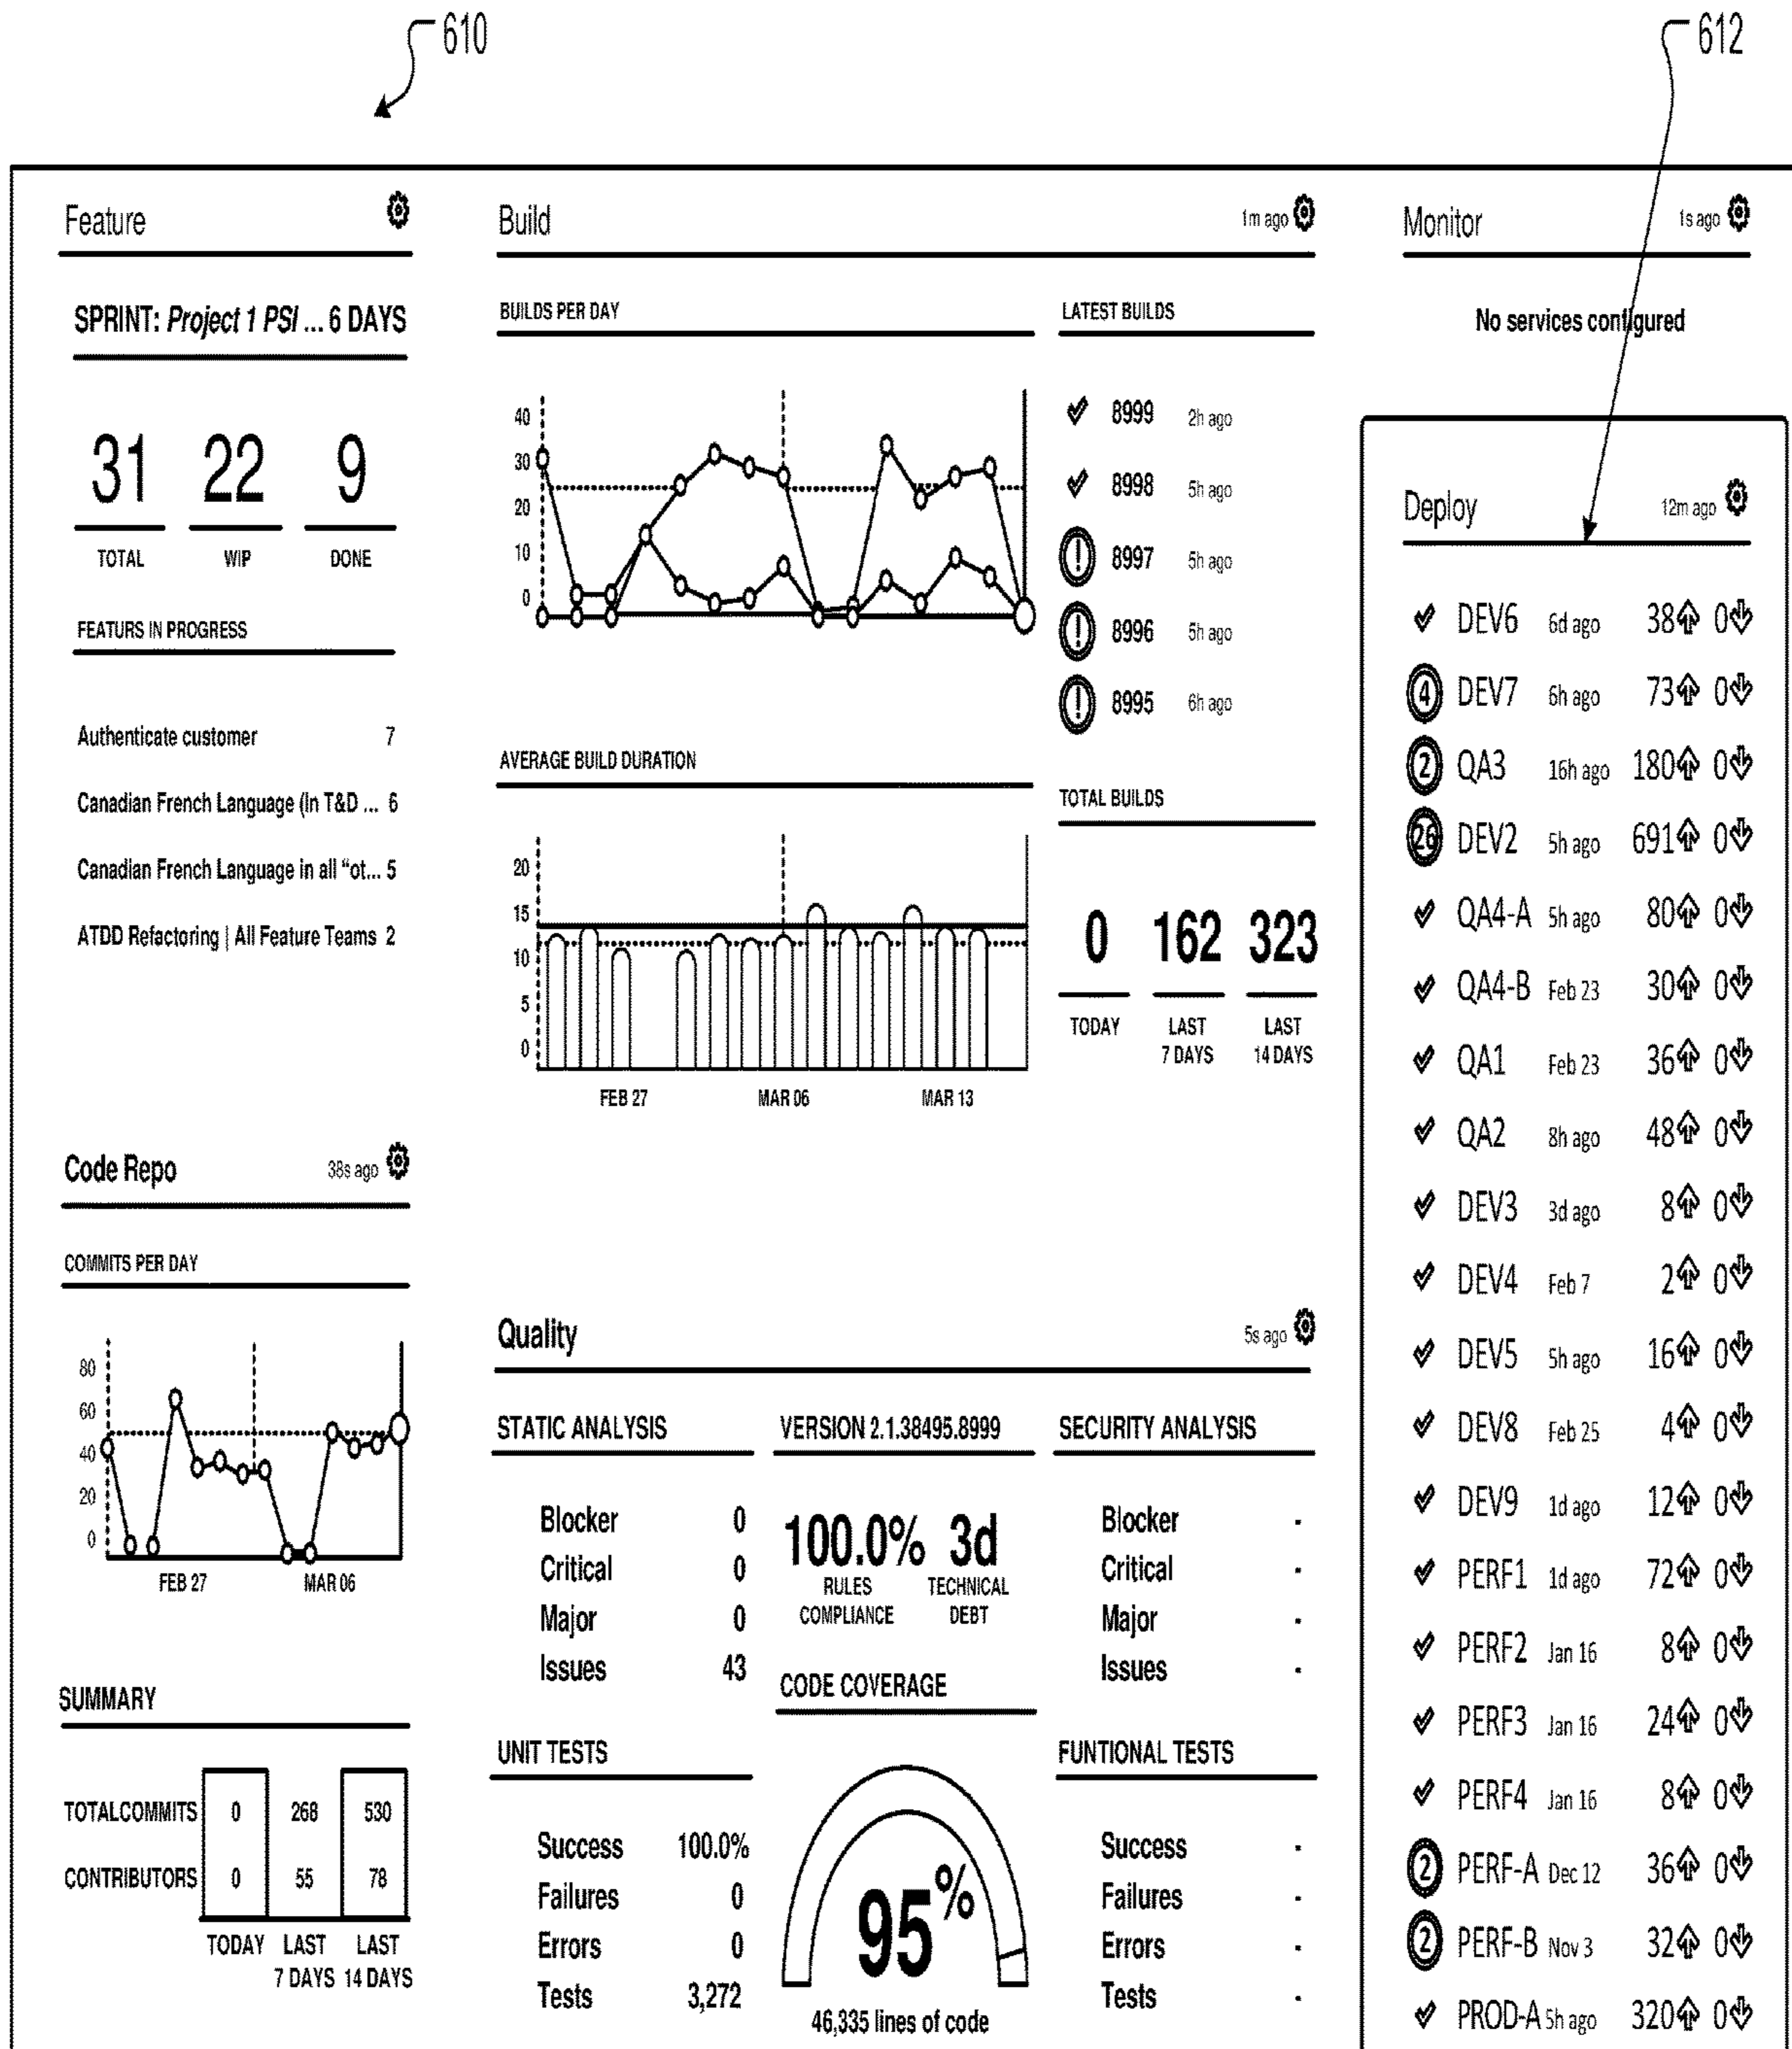 610
612
Feature
SPRINT: Project 1 PSI ... 6 DAYS
31 22 9
TOTAL WIP DONE
FEATURS IN PROGRESS
Authenticate customer 7
Canadian French Language (in T&D ... 6
Canadian French Language in all “ot... 5
ATDD Refactoring | All Feature Teams 2
Code Repo 38s ago
COMMITS PER DAY
80
60
40
20
0
FEB 27 MAR 06
SUMMARY
TOTALCOMMITS 0 268 530
CONTRIBUTORS 0 55 78
TODAY LAST LAST
7 DAYS 14 DAYS
Build 1m ago
BUILDS PER DAY
40
30
20
10
0
AVERAGE BUILD DURATION
20
15
10
5
0
FEB 27 MAR 06 MAR 13
LATEST BUILDS
8999 2h ago
8998 5h ago
! 8997 5h ago
! 8996 5h ago
! 8995 6h ago
TOTAL BUILDS
0 162 323
TODAY LAST LAST
7 DAYS 14 DAYS
Quality 5s ago
STATIC ANALYSIS
Blocker 0
Critical 0
Major 0
Issues 43
UNIT TESTS
Success 100.0%
Failures 0
Errors 0
Tests 3,272
VERSION 2.1.38495.8999
100.0% 3d
RULES TECHNICAL
COMPLIANCE DEBT
CODE COVERAGE
95%
46,335 lines of code
SECURITY ANALYSIS
Blocker -
Critical -
Major -
Issues -
FUNTIONAL TESTS
Success -
Failures -
Errors -
Tests -
Monitor 1s ago
No services configured
Deploy 12m ago
DEV6 6d ago 38 0
4 DEV7 6h ago 73 0
2 QA3 16h ago 180 0
26 DEV2 5h ago 691 0
QA4-A 5h ago 80 0
QA4-B Feb 23 30 0
QA1 Feb 23 36 0
QA2 8h ago 48 0
DEV3 3d ago 8 0
DEV4 Feb 7 2 0
DEV5 5h ago 16 0
DEV8 Feb 25 4 0
DEV9 1d ago 12 0
PERF1 1d ago 72 0
PERF2 Jan 16 8 0
PERF3 Jan 16 24 0
PERF4 Jan 16 8 0
2 PERF-A Dec 12 36 0
2 PERF-B Nov 3 32 0
PROD-A 5h ago 320 0